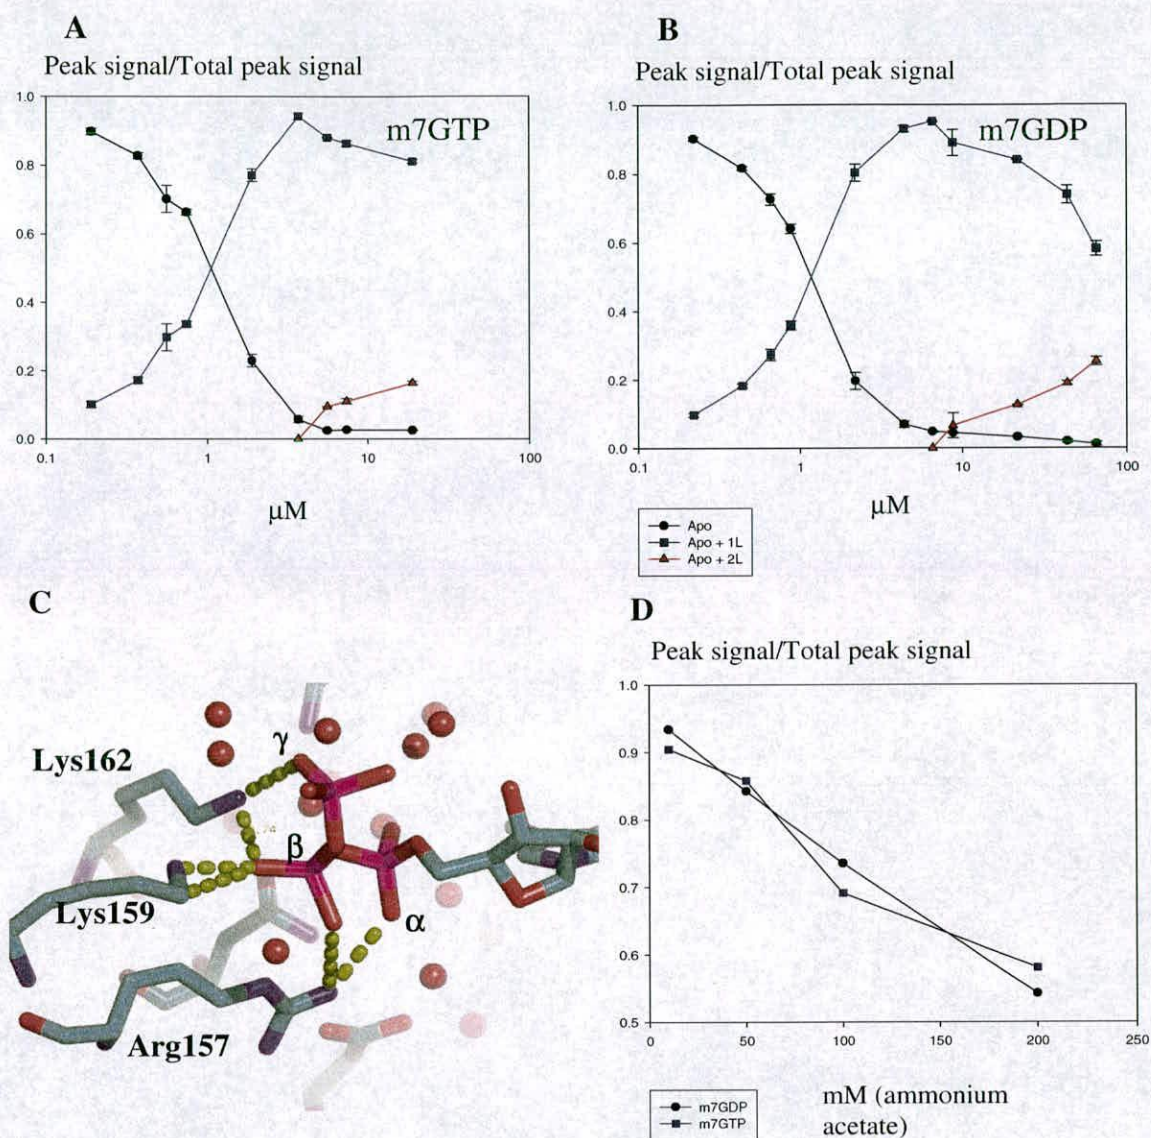 A
Peak signal/Total peak signal
m7GTP
1.0
0.8
0.6
0.4
0.2
0.0
0.1
1
10
100
μM
B
Peak signal/Total peak signal
m7GDP
1.0
0.8
0.6
0.4
0.2
0.0
0.1
1
10
100
μM
Apo
Apo + 1L
Apo + 2L
C
Lys162
γ
β
Lys159
α
Arg157
D
Peak signal/Total peak signal
1.0
0.9
0.8
0.7
0.6
0.5
0
50
100
150
200
250
mM (ammonium
acetate)
m7GDP
m7GTP